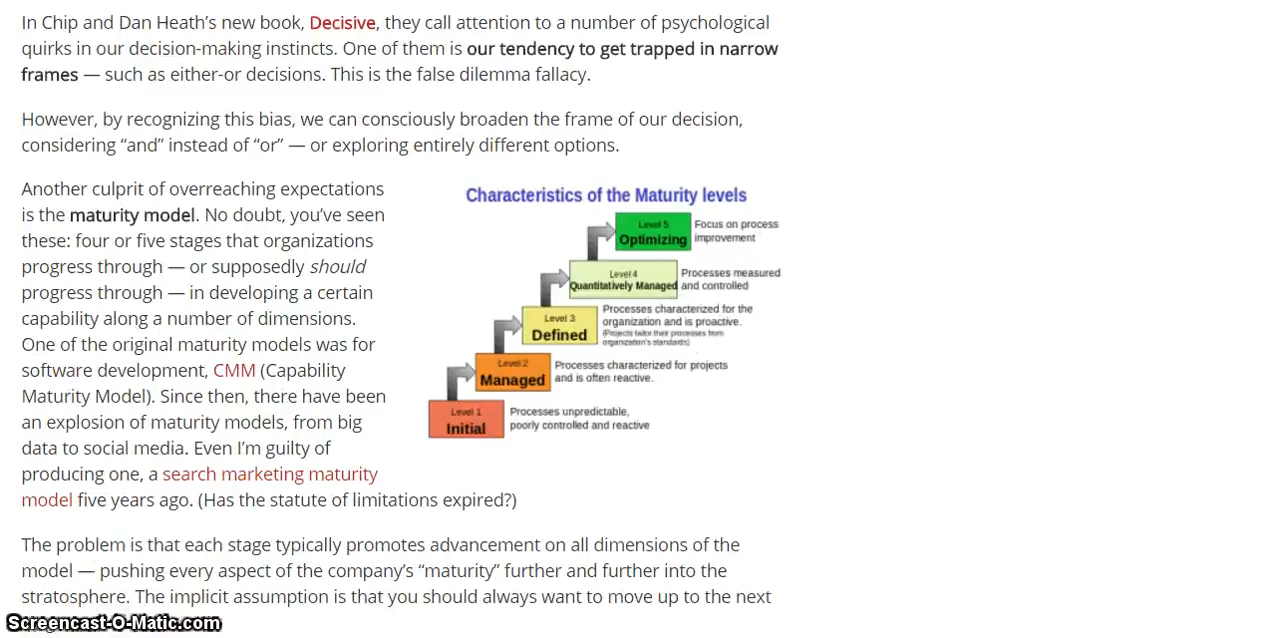 In Chip and Dan Heath's new book, Decisive, they call attention to a number of psychological
quirks in our decision-making instincts. One of them is our tendency to get trapped in narrow
frames — such as either-or decisions. This is the false dilemma fallacy.
However, by recognizing this bias, we can consciously broaden the frame of our decision,
considering “and” instead of “or” — or exploring entirely different options.
Another culprit of overreaching expectations
is the maturity model. No doubt, you've seen
these: four or five stages that organizations
progress through — or supposedly should
progress through — in developing a certain
capability along a number of dimensions.
One of the original maturity models was for
software development, CMM (Capability
Maturity Model). Since then, there have been
an explosion of maturity models, from big
data to social media. Even I'm guilty of
producing one, a search marketing maturity
model five years ago. (Has the statute of limitations expired?)
Characteristics of the Maturity levels
Level 5
Optimizing
Focus on process
improvement
Level 4
Quantitatively Managed
Processes measured
and controlled
Level 3
Defined
Processes characterized for the
organization and is proactive.
(Projects tailor their processes from
organization's standards)
Level 2
Managed
Processes characterized for projects
and is often reactive.
Level 1
Initial
Processes unpredictable,
poorly controlled and reactive
The problem is that each stage typically promotes advancement on all dimensions of the
model — pushing every aspect of the company's “maturity” further and further into the
stratosphere. The implicit assumption is that you should always want to move up to the next
Screencast-O-Matic.com